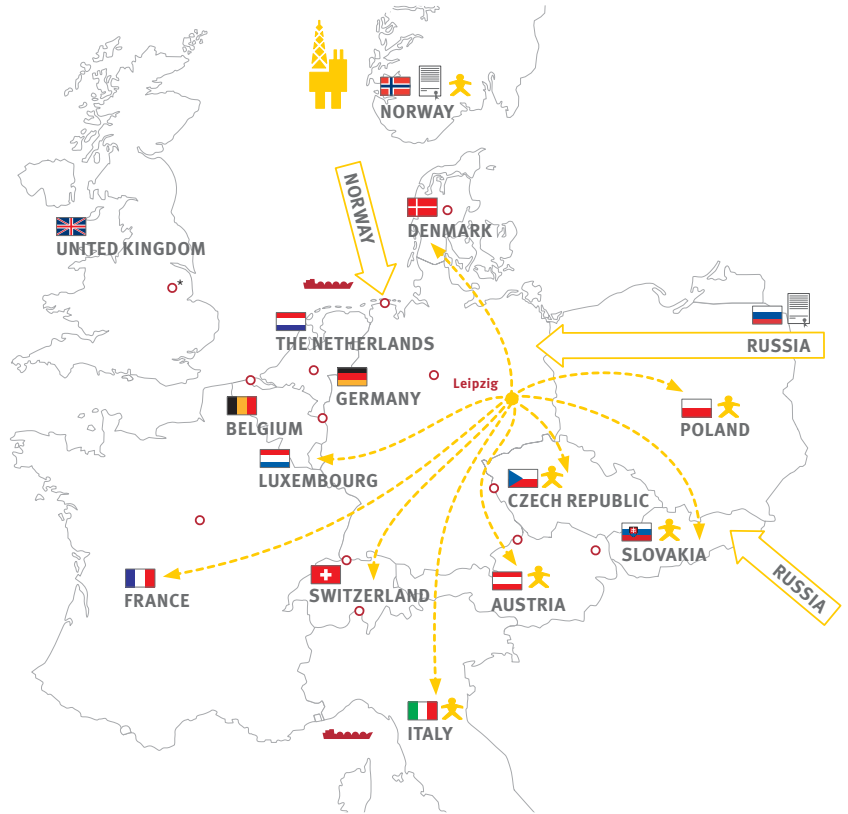 NORWAY
NORWAY
DENMARK
UNITED KINGDOM
*
THE NETHERLANDS
RUSSIA
Leipzig
GERMANY
BELGIUM
POLAND
LUXEMBOURG
CZECH REPUBLIC
SLOVAKIA
RUSSIA
FRANCE
SWITZERLAND
AUSTRIA
ITALY